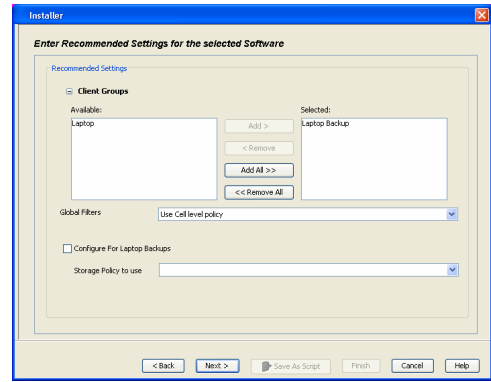 Installer
Enter Recommended Settings for the selected Software
Recommended Settings
Client Groups
Available:
Selected:
Laptop
Laptop Backup
Add >
< Remove
Add All >>
<< Remove All
Global Filters
Use Cell level policy
Configure For Laptop Backups
Storage Policy to use
< Back
Next >
Save As Script
Finish
Cancel
Help